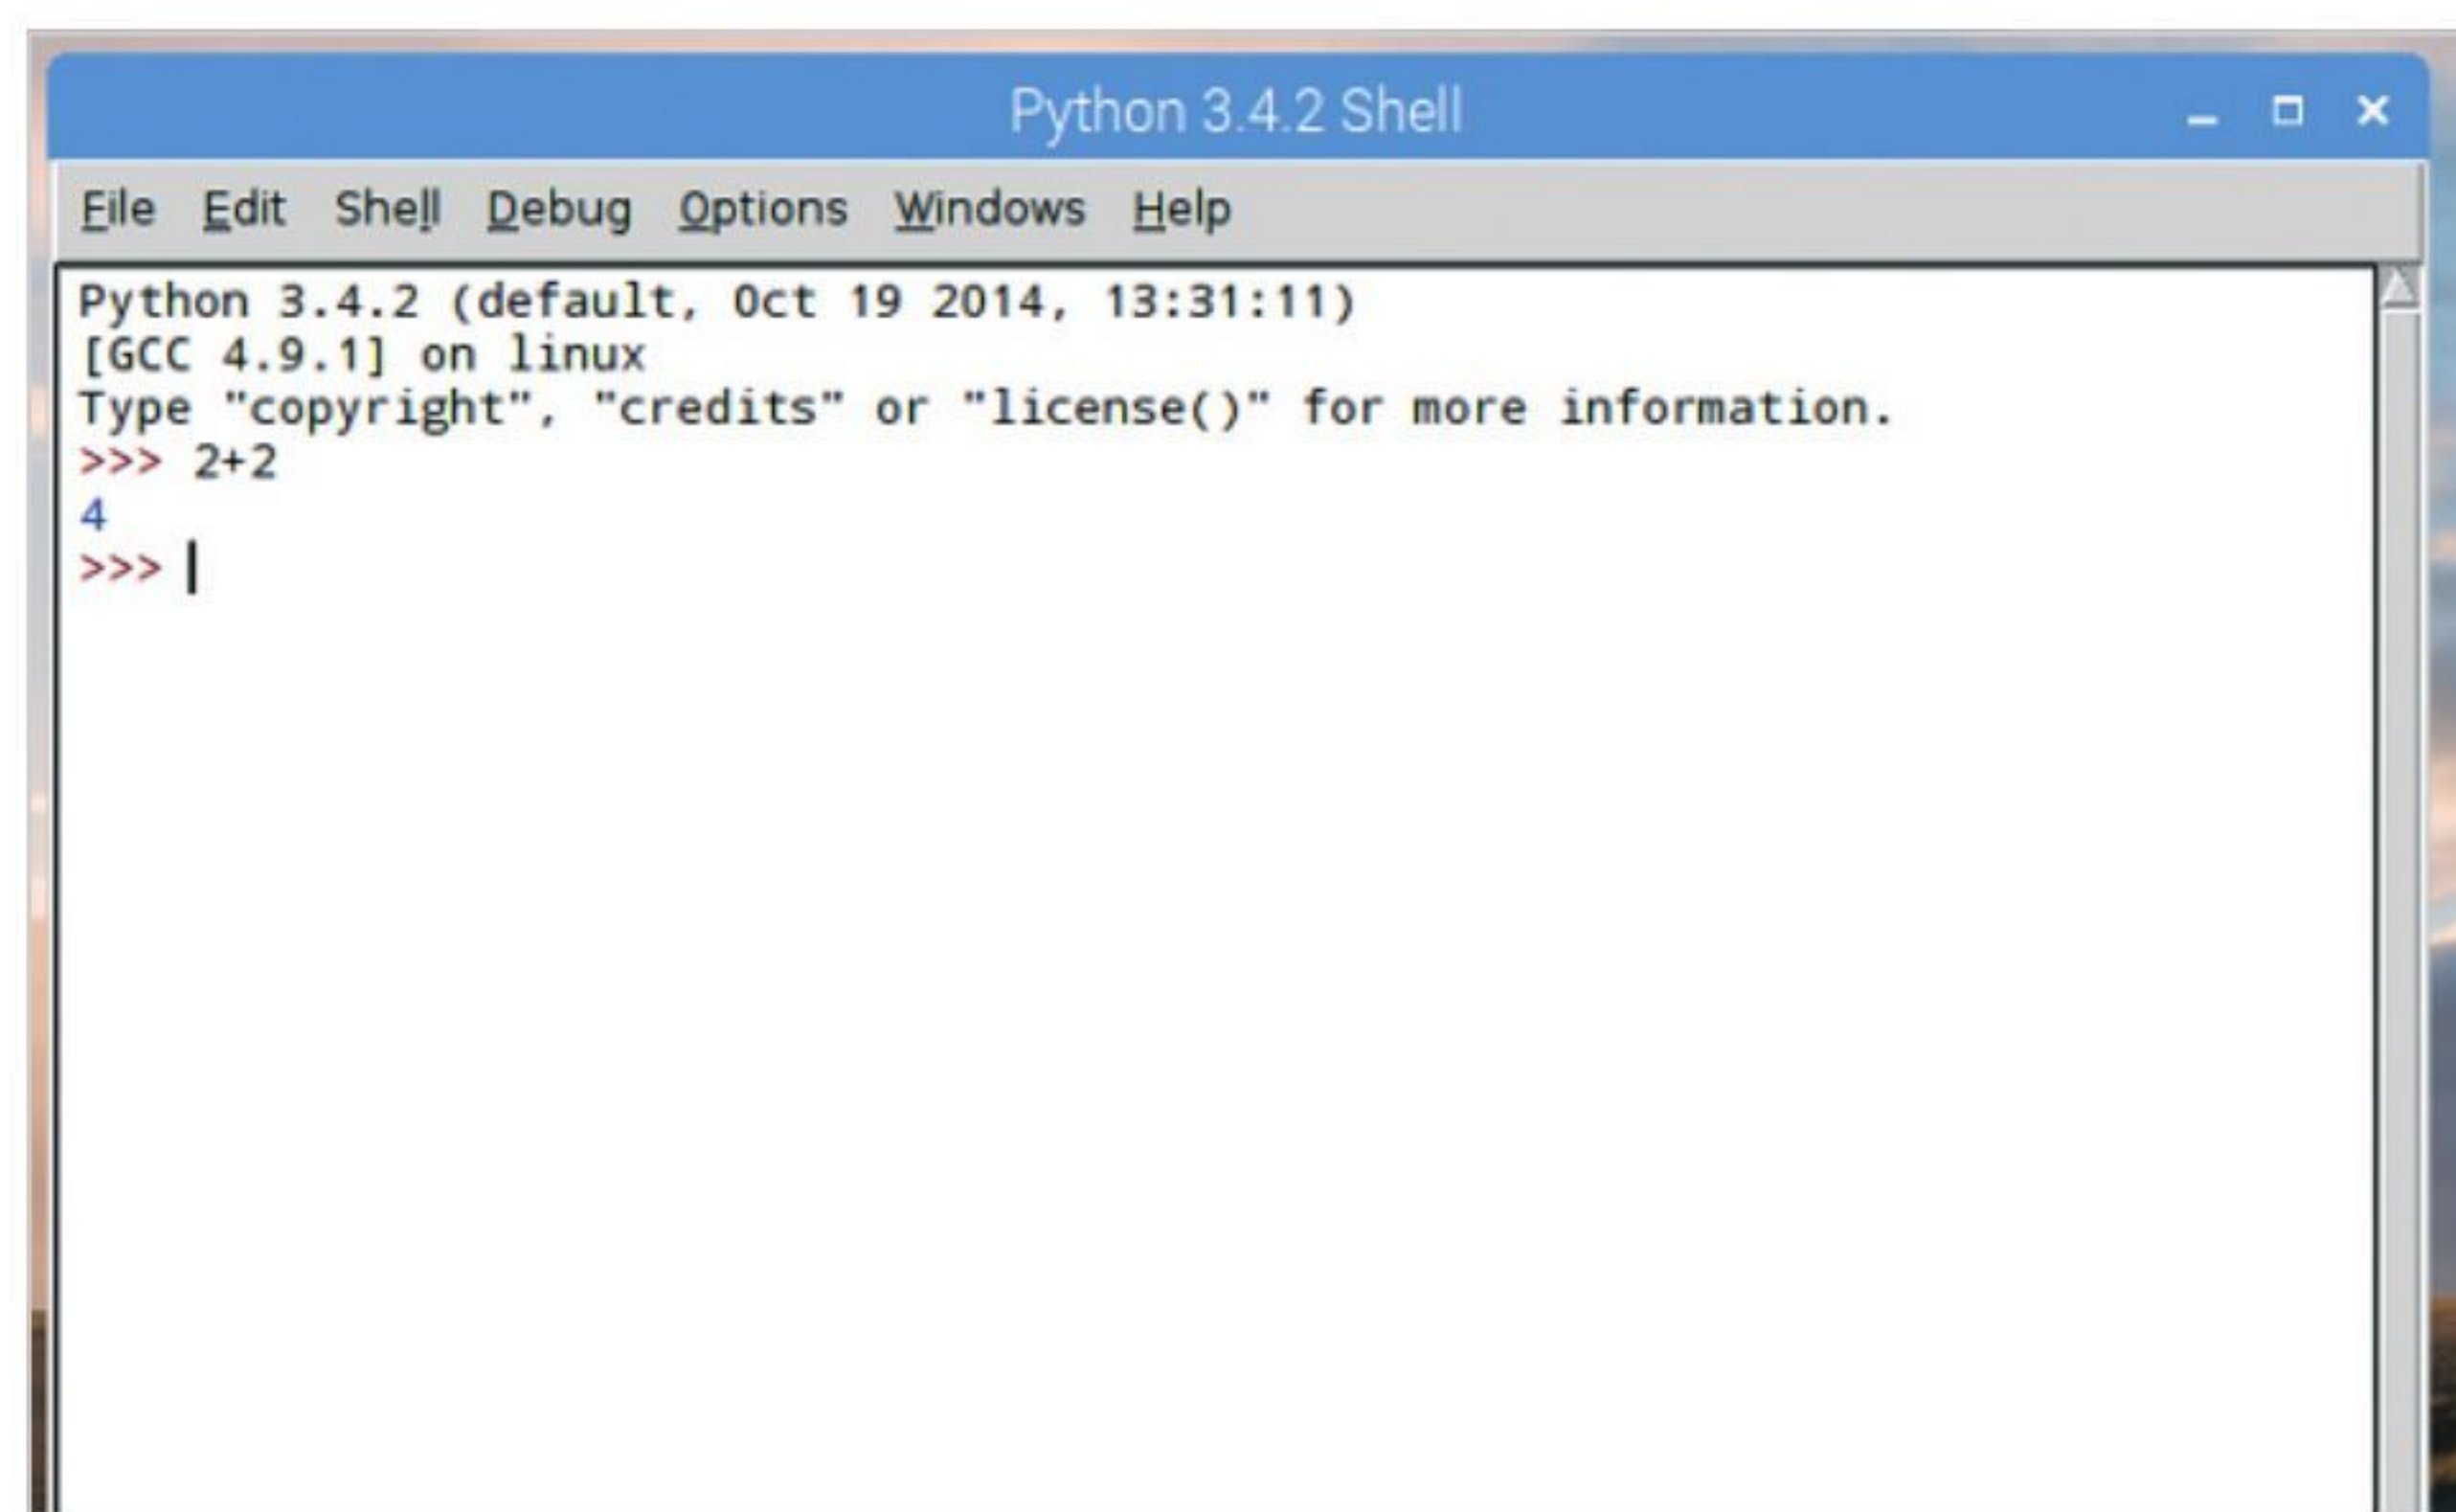 Python 3.4.2 Shell
File Edit Shell Debug Options Windows Help
Python 3.4.2 (default, Oct 19 2014, 13:31:11)
[GCC 4.9.1] on linux
Type "copyright", "credits" or "license()" for more information.
>>> 2+2
4
>>>